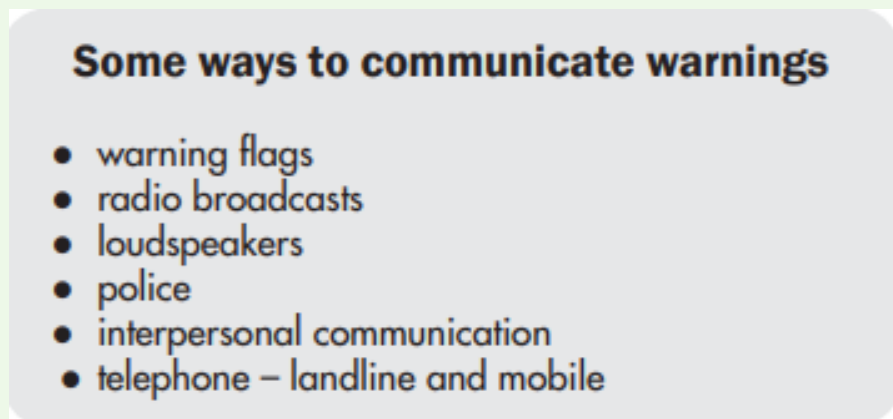 Some ways to communicate warnings
● warning flags
● radio broadcasts
● loudspeakers
● police
● interpersonal communication
● telephone – landline and mobile